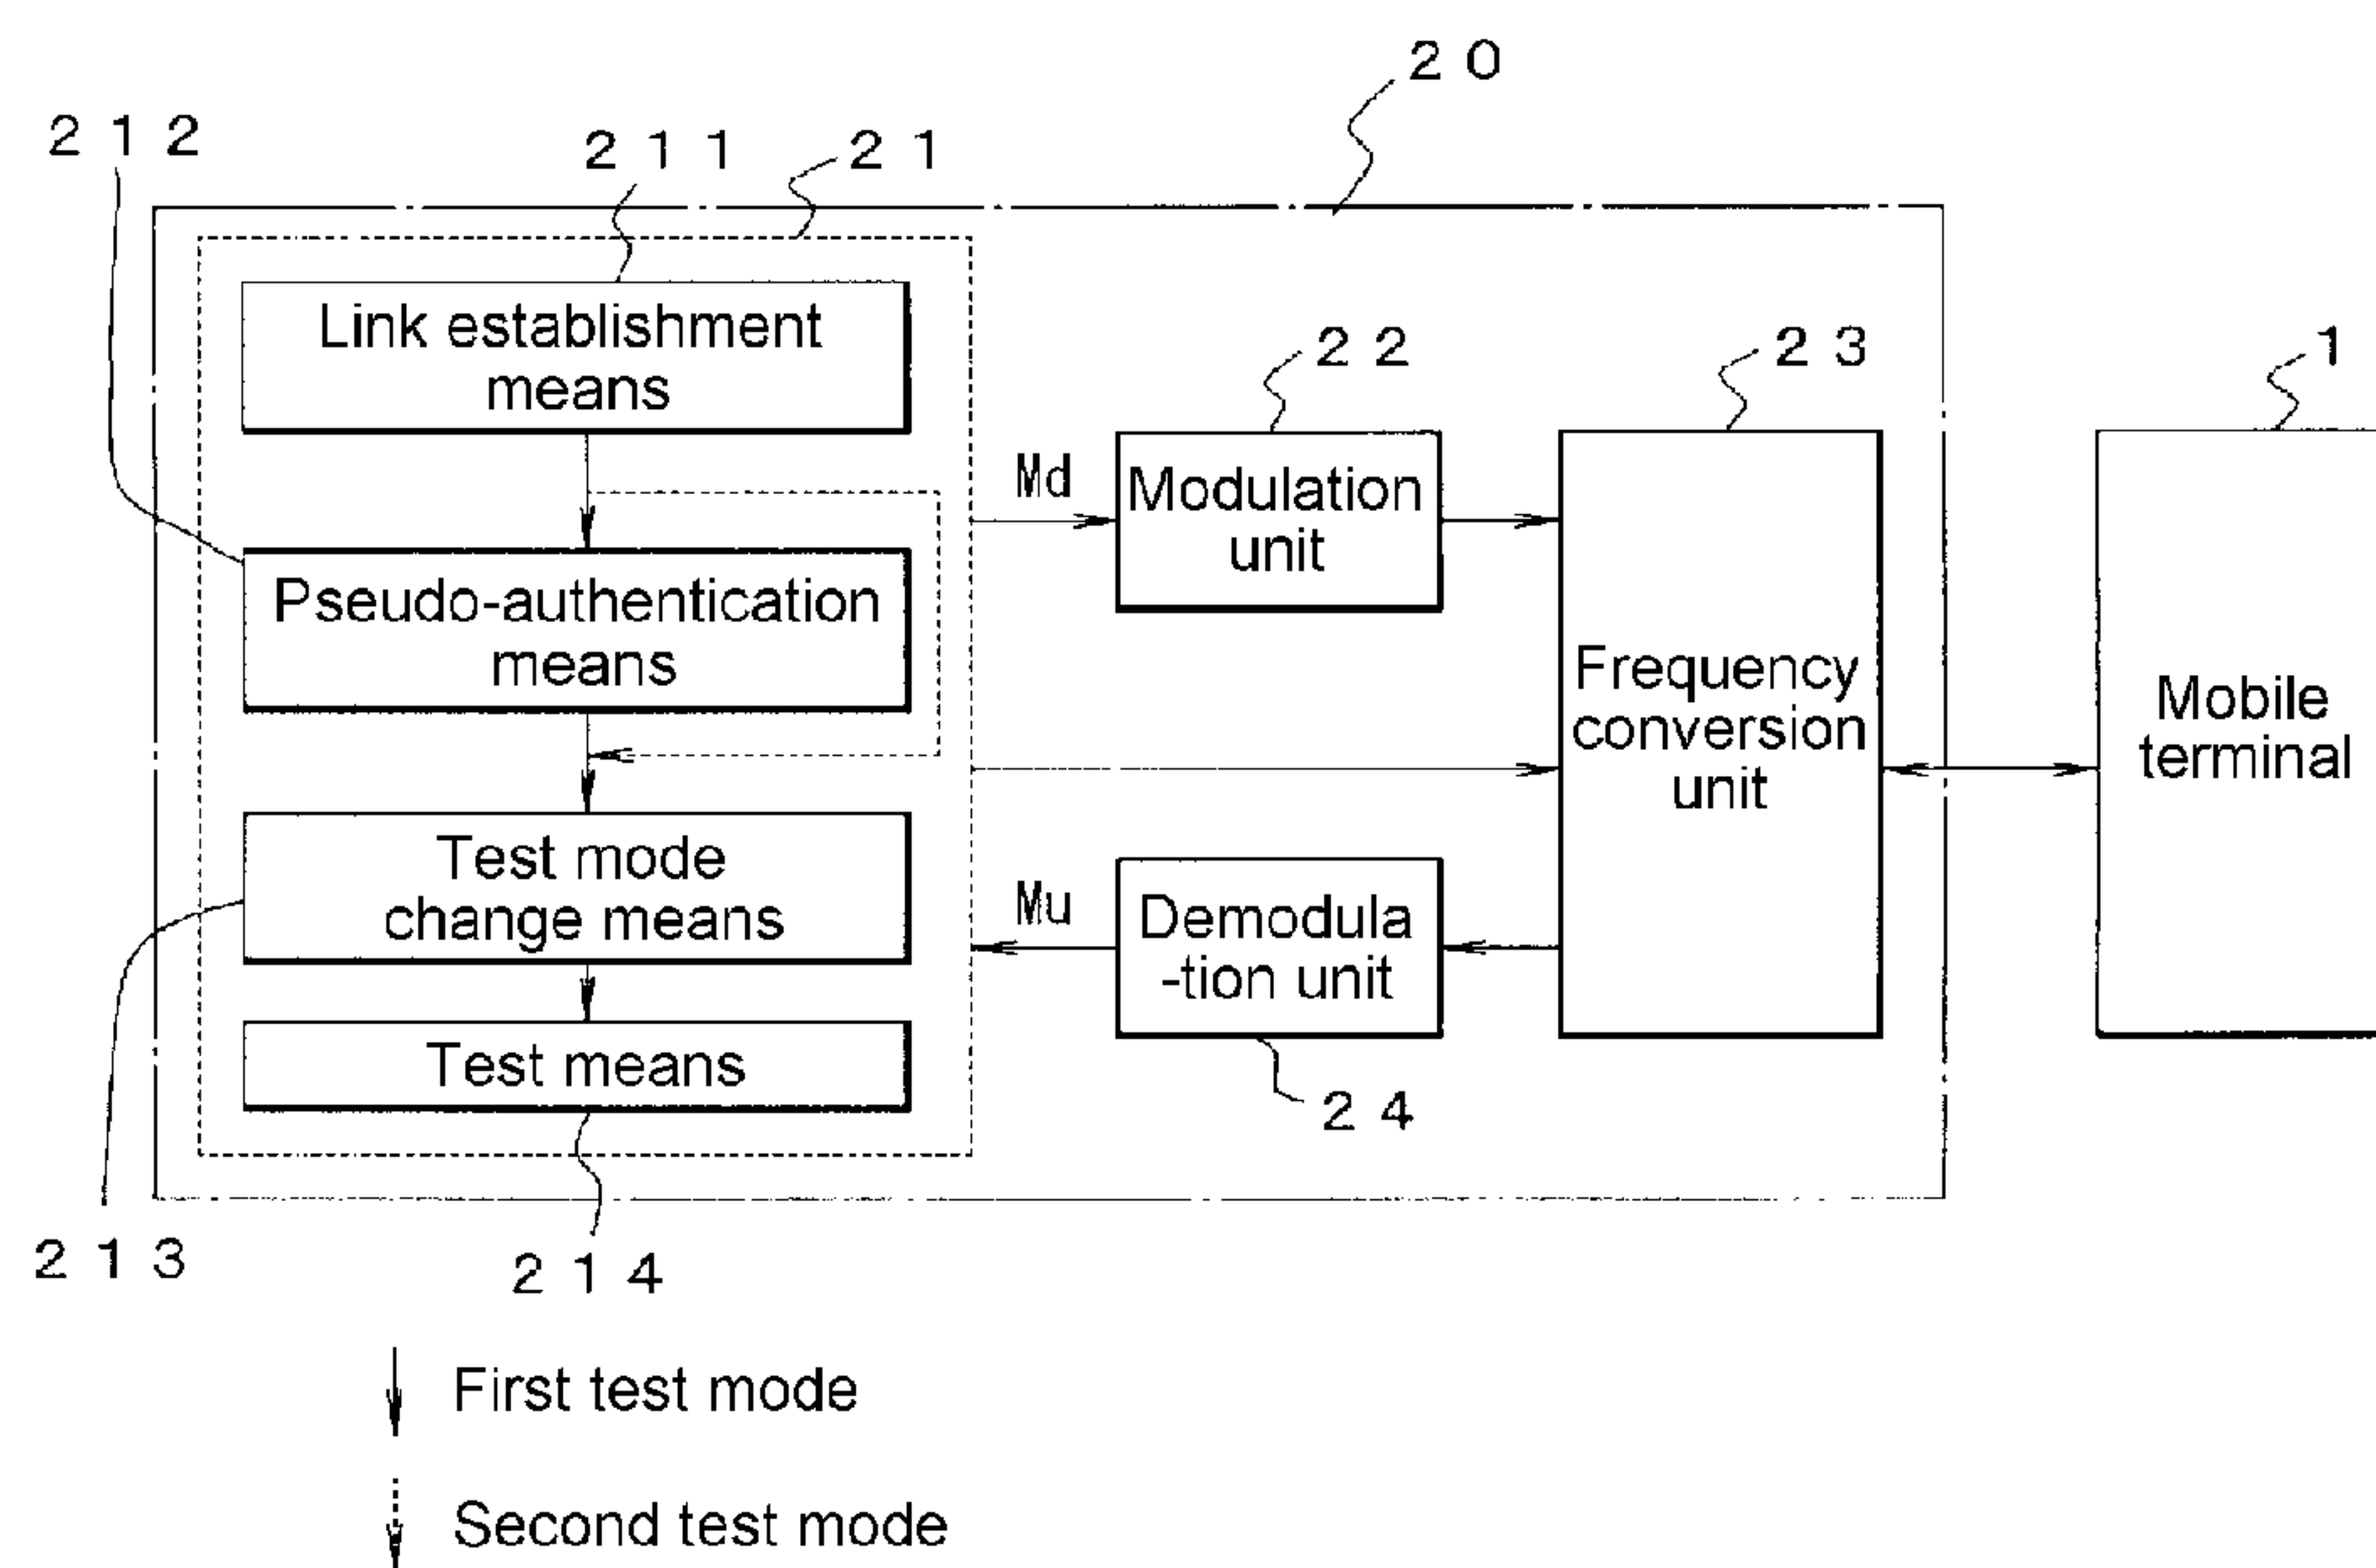 ２０
２１２
２１１
２１
Link establishment
means
２２
２３
１
Md
Modulation
unit
Pseudo-authentication
means
Frequency
conversion
unit
Mobile
terminal
Test mode
change means
Mu
Demodula
-tion unit
Test means
２４
２１３
２１４
First test mode
Second test mode